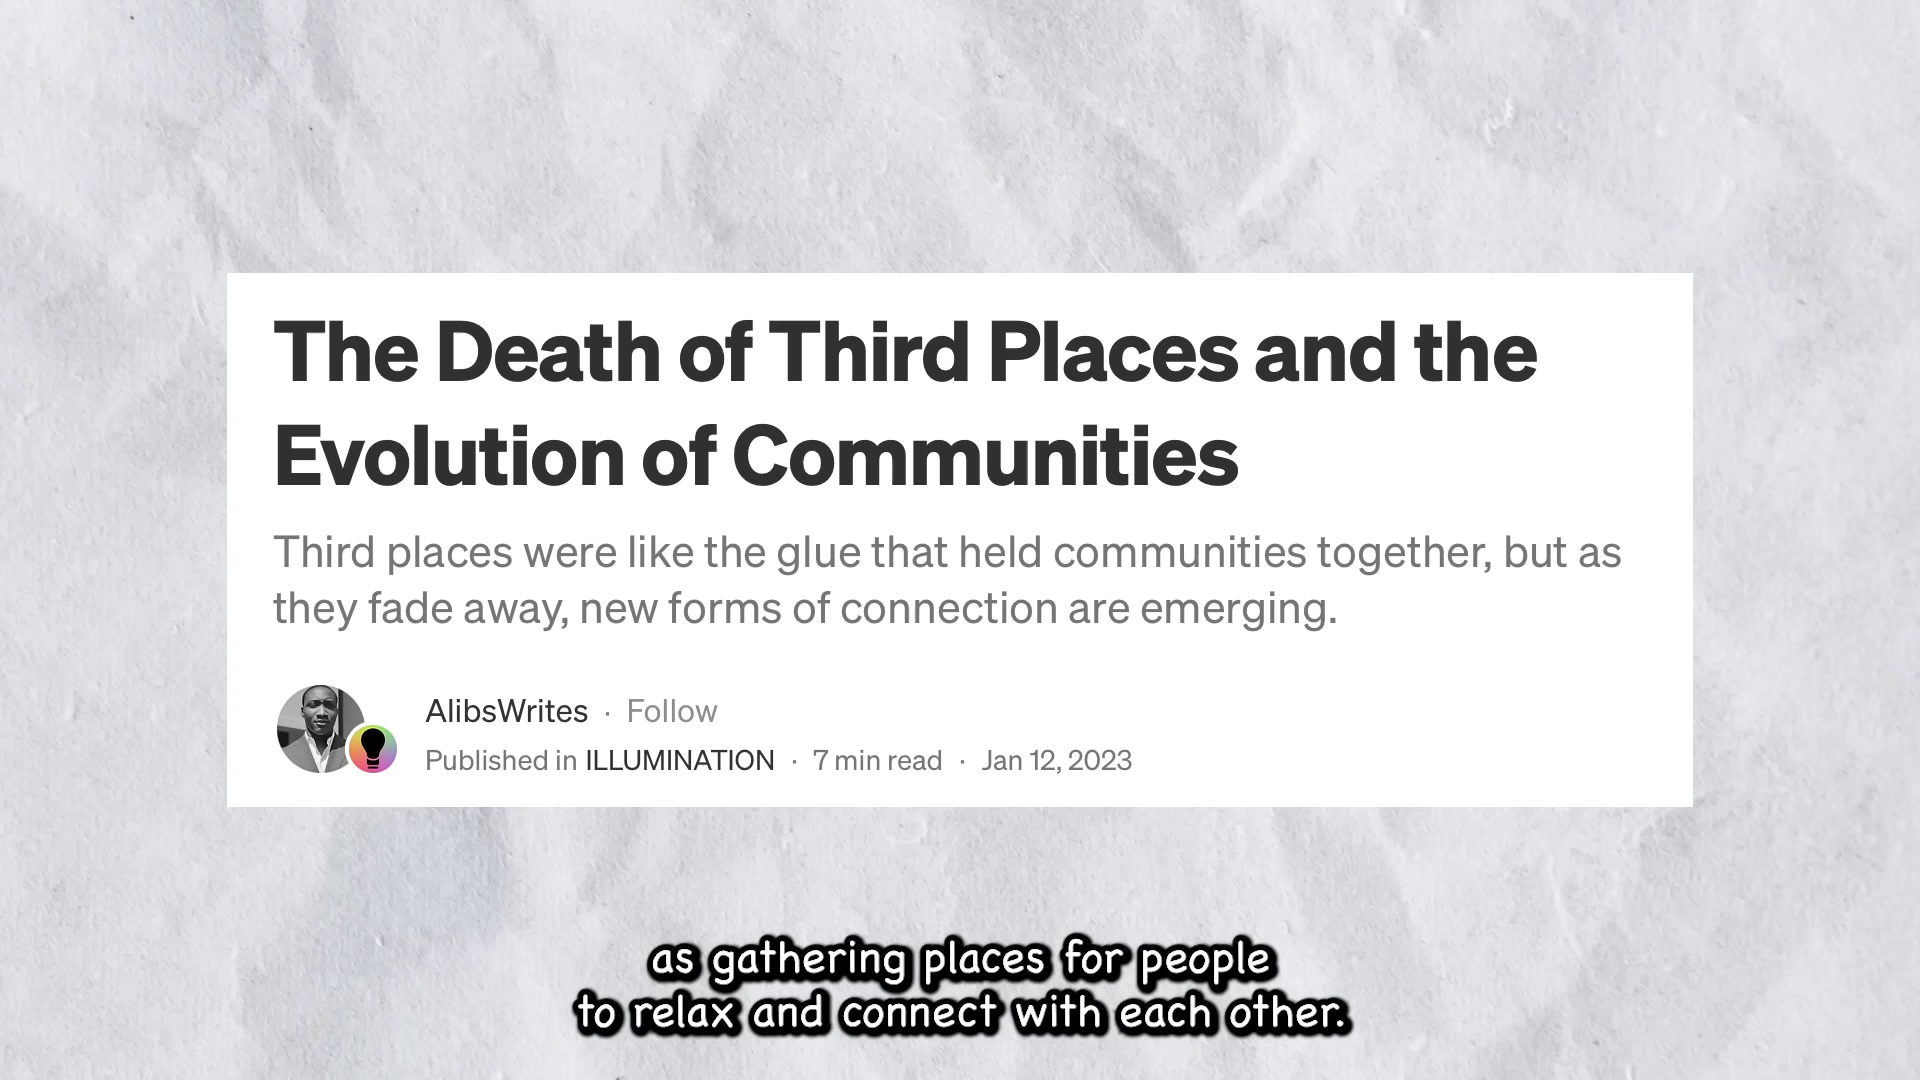 The Death of Third Places and the
Evolution of Communities
Third places were like the glue that held communities together, but as
they fade away, new forms of connection are emerging.
AlibsWrites · Follow
Published in ILLUMINATION · 7 min read · Jan 12, 2023
as gathering places for people
to relax and connect with each other.